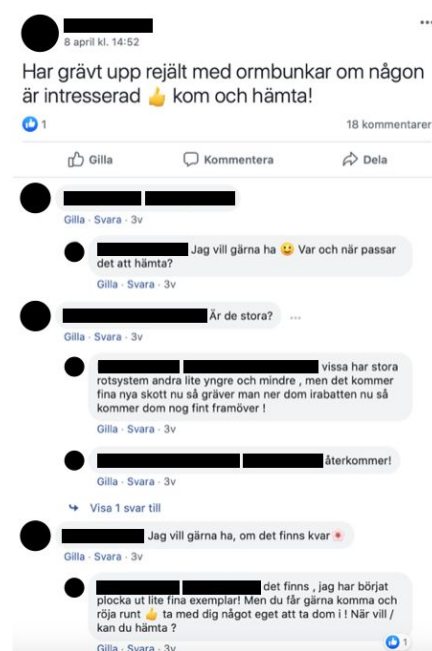 8 april kl. 14:52
Har grävt upp rejält med ormbunkar om någon
är intresserad 👍 kom och hämta!
1
18 kommentarer
Gilla
Kommentera
Dela
Gilla · Svara · 3v
Jag vill gärna ha 😀 Var och när passar
det att hämta?
Gilla · Svara · 3v
Är de stora?
Gilla · Svara · 3v
vissa har stora
rotsystem andra lite yngre och mindre , men det kommer
fina nya skott nu så gräver man ner dom irabatten nu så
kommer dom nog fint framöver !
Gilla · Svara · 3v
återkommer!
Gilla · Svara · 3v
Visa 1 svar till
Jag vill gärna ha, om det finns kvar
Gilla · Svara · 3v
det finns , jag har börjat
plocka ut lite fina exemplar! Men du får gärna komma och
röja runt 👍 ta med dig något eget att ta dom i ! När vill /
kan du hämta ?
1
Gilla · Svara · 3v